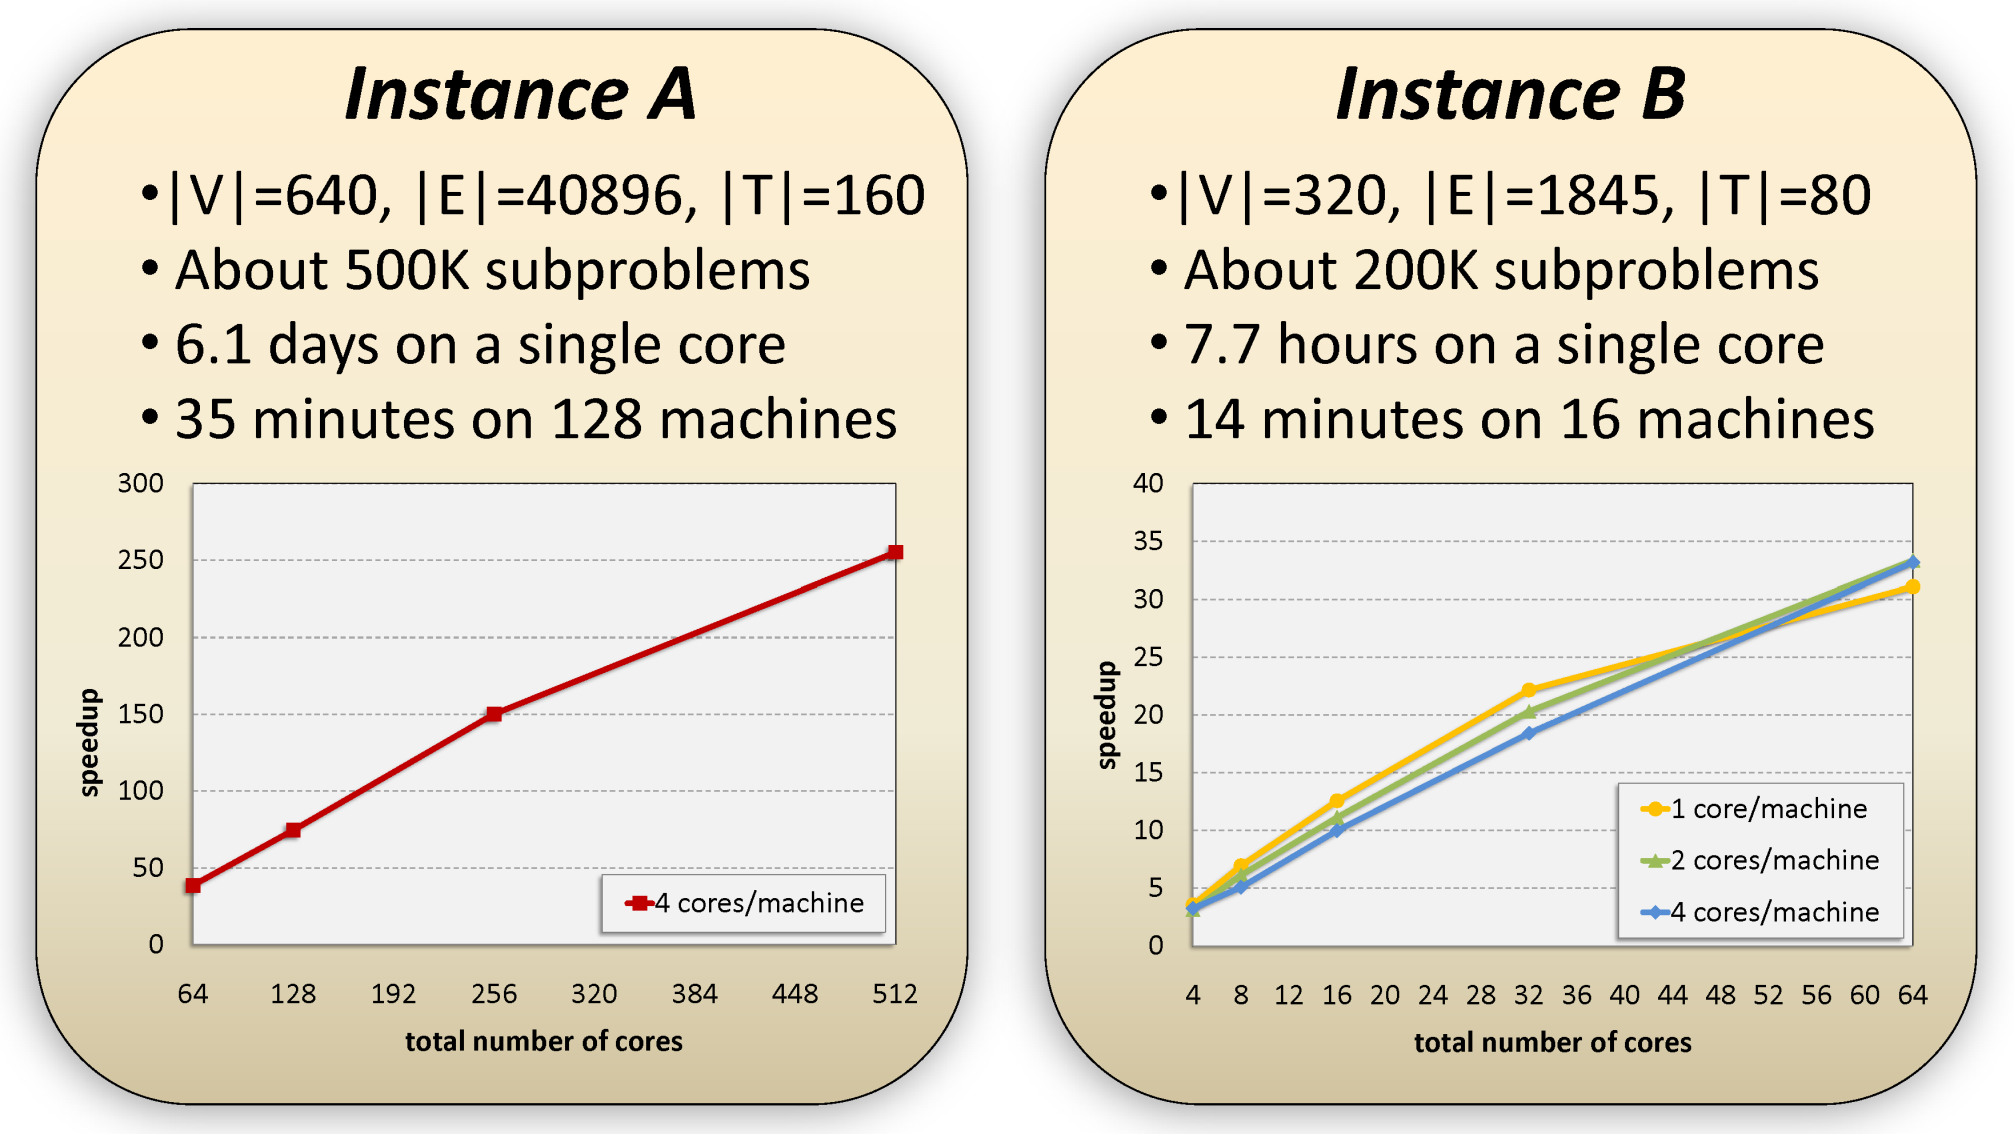 Instance A
•|V|=640, |E|=40896, |T|=160
• About 500K subproblems
• 6.1 days on a single core
• 35 minutes on 128 machines
300
250
200
150
100
50
0
speedup
4 cores/machine
64 128 192 256 320 384 448 512
total number of cores
Instance B
•|V|=320, |E|=1845, |T|=80
• About 200K subproblems
• 7.7 hours on a single core
• 14 minutes on 16 machines
40
35
30
25
20
15
10
5
0
speedup
1 core/machine
2 cores/machine
4 cores/machine
4 8 12 16 20 24 28 32 36 40 44 48 52 56 60 64
total number of cores